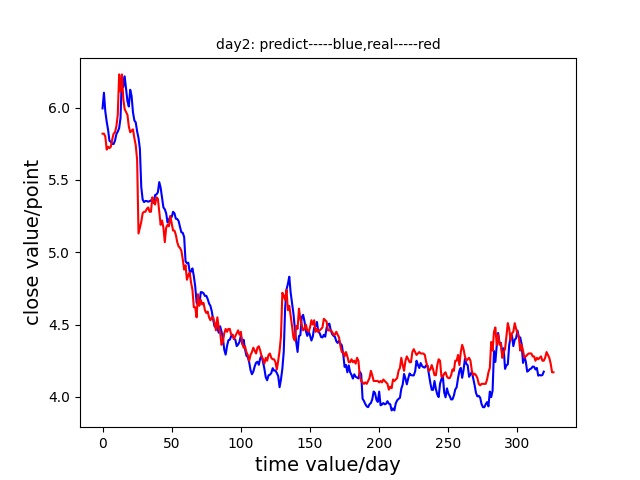 day2: predict-----blue,real-----red
6.0
5.5
5.0
4.5
4.0
close value/point
0 50 100 150 200 250 300
time value/day